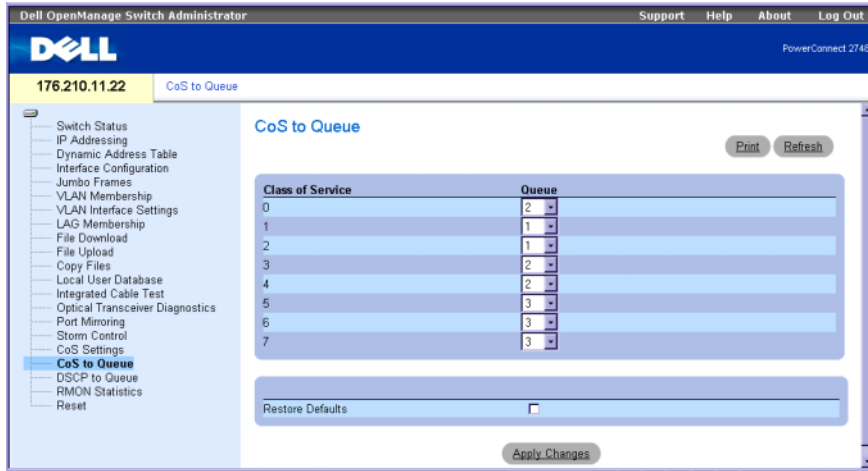 Dell OpenManage Switch Administrator
Support Help About Log Out
DELL
PowerConnect 2748
176.210.11.22
CoS to Queue
Switch Status
IP Addressing
Dynamic Address Table
Interface Configuration
Jumbo Frames
VLAN Membership
VLAN Interface Settings
LAG Membership
File Download
File Upload
Copy Files
Local User Database
Integrated Cable Test
Optical Transceiver Diagnostics
Port Mirroring
Storm Control
CoS Settings
CoS to Queue
DSCP to Queue
RMON Statistics
Reset
CoS to Queue
Print Refresh
Class of Service Queue
0 2
1 1
2 1
3 2
4 2
5 3
6 3
7 3
Restore Defaults
Apply Changes